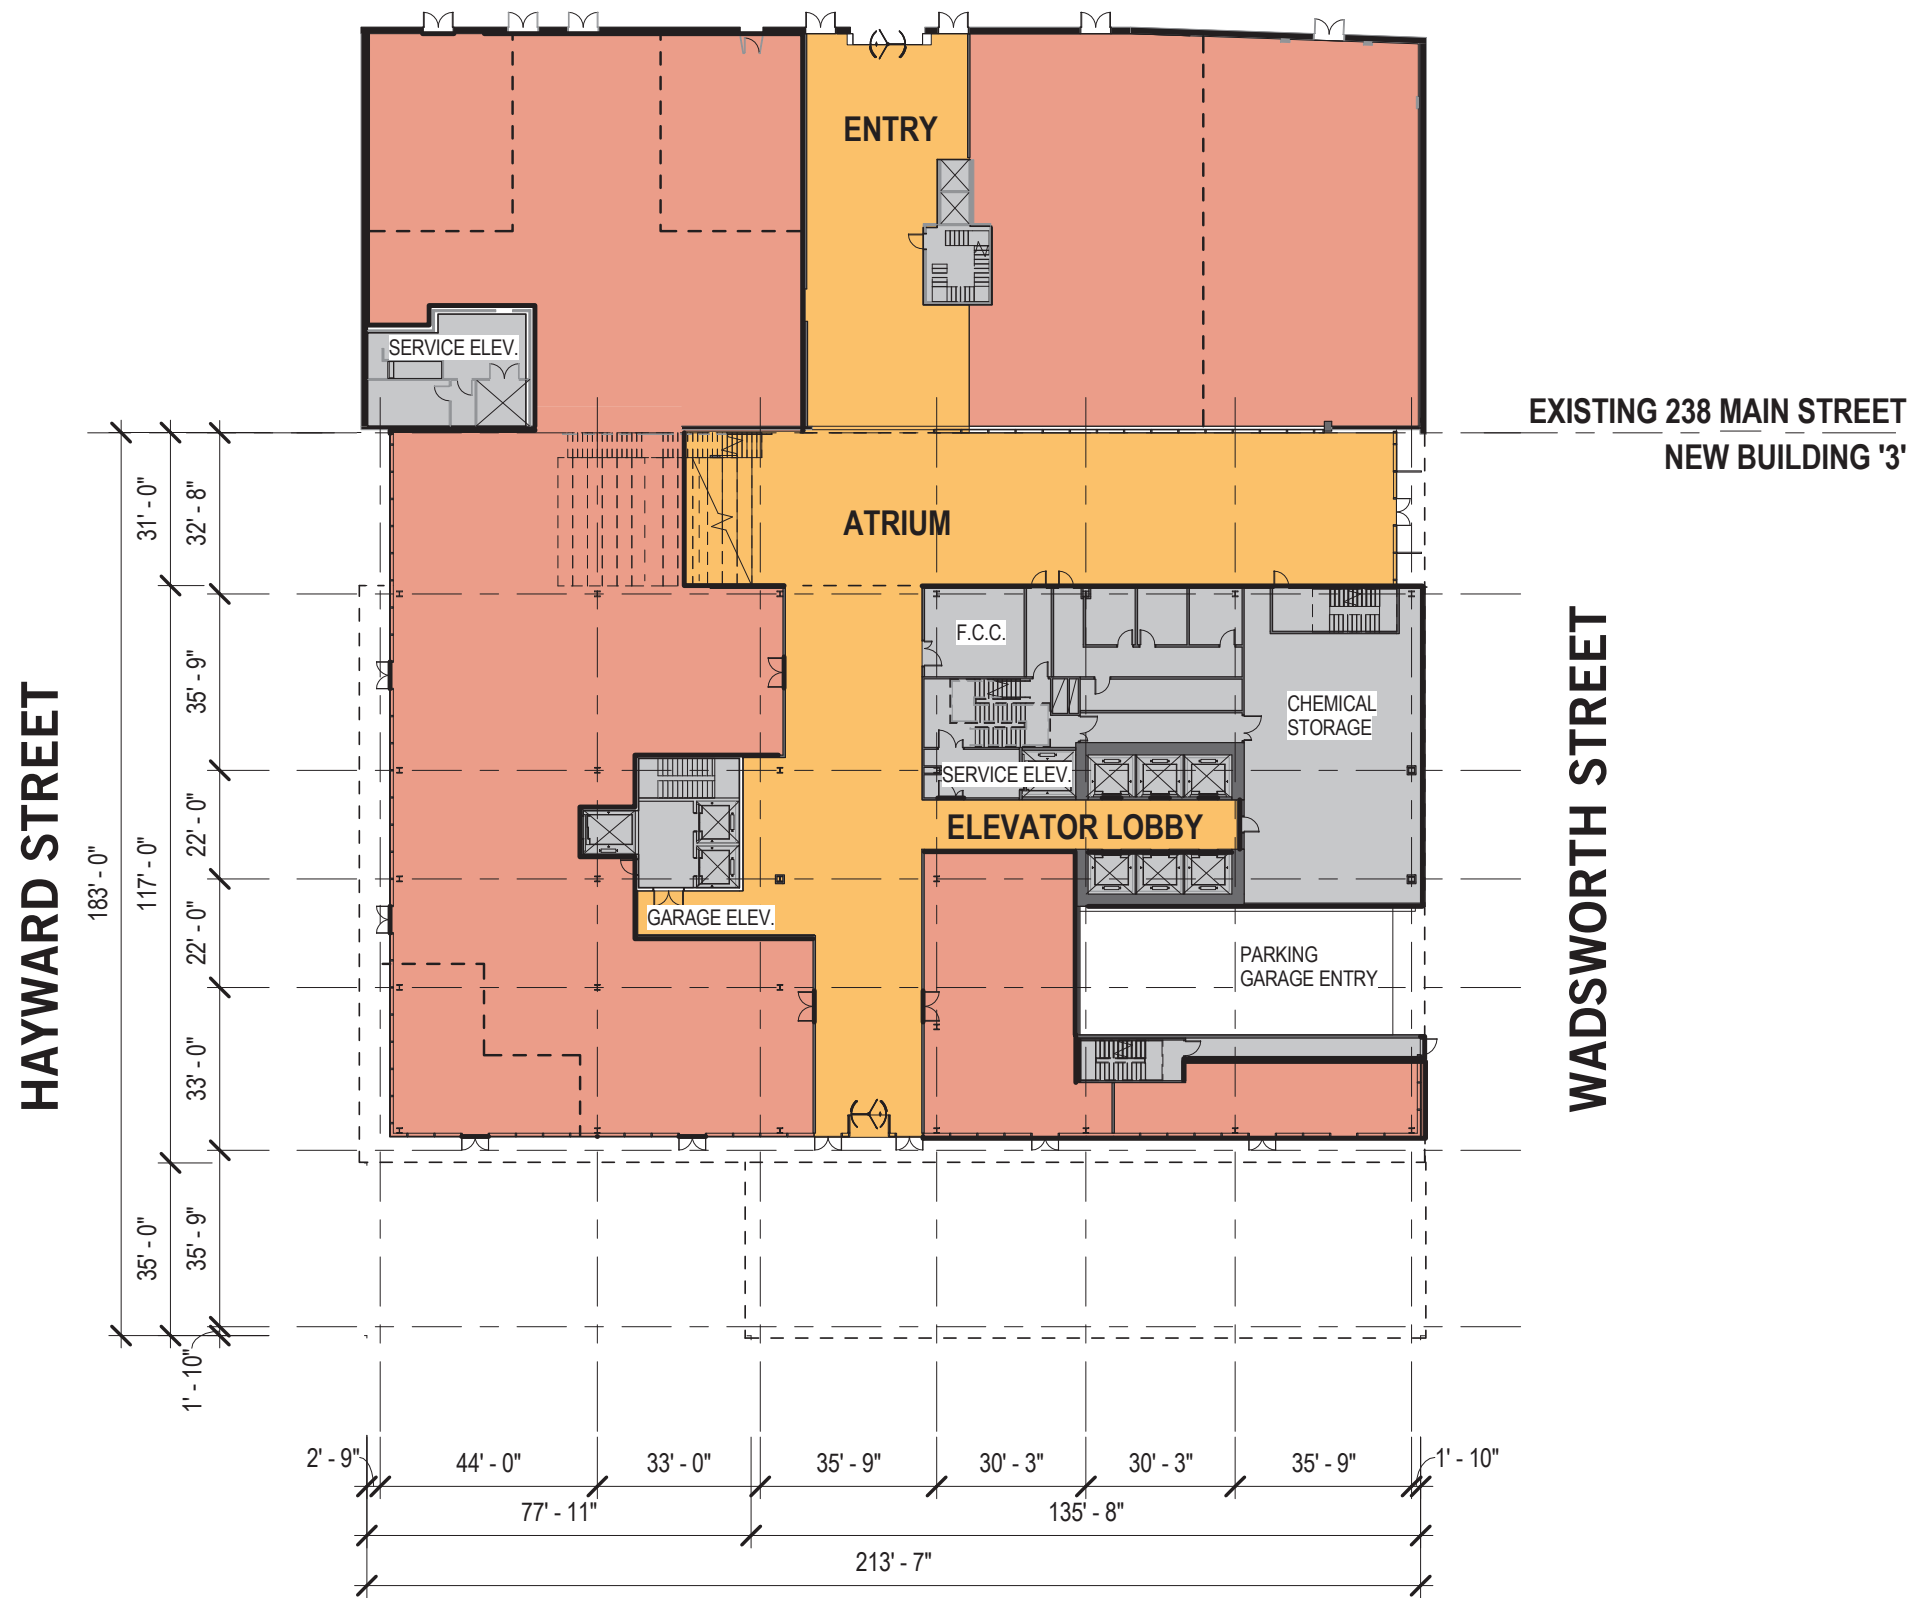 ENTRY
SERVICE ELEV.
EXISTING 238 MAIN STREET
NEW BUILDING '3'
ATRIUM
F.C.C.
CHEMICAL
STORAGE
SERVICE ELEV.
ELEVATOR LOBBY
GARAGE ELEV.
PARKING
GARAGE ENTRY
HAYWARD STREET
WADSWORTH STREET
183' - 0"
31' - 0"
117' - 0"
35' - 0"
32' - 8"
35' - 9"
22' - 0"
22' - 0"
33' - 0"
35' - 9"
1' - 10"
2' - 9"
44' - 0"
33' - 0"
35' - 9"
30' - 3"
30' - 3"
35' - 9"
1' - 10"
77' - 11"
135' - 8"
213' - 7"